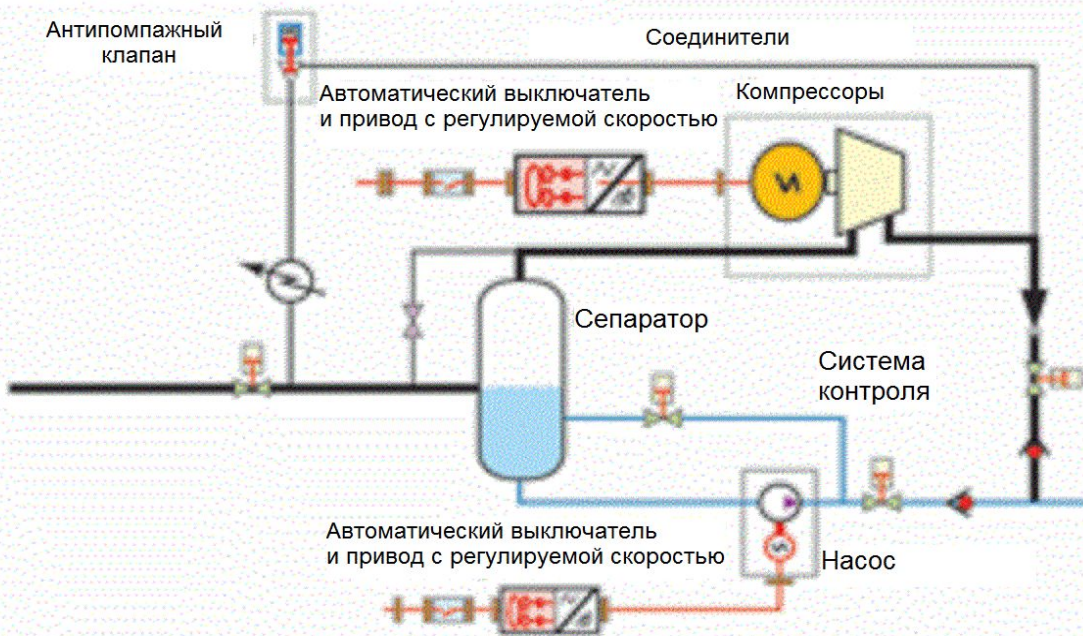 Антипомпажный
клапан
Соединители
Автоматический выключатель
и привод с регулируемой скоростью
Компрессоры
Сепаратор
Система
контроля
Автоматический выключатель
и привод с регулируемой скоростью
Насос